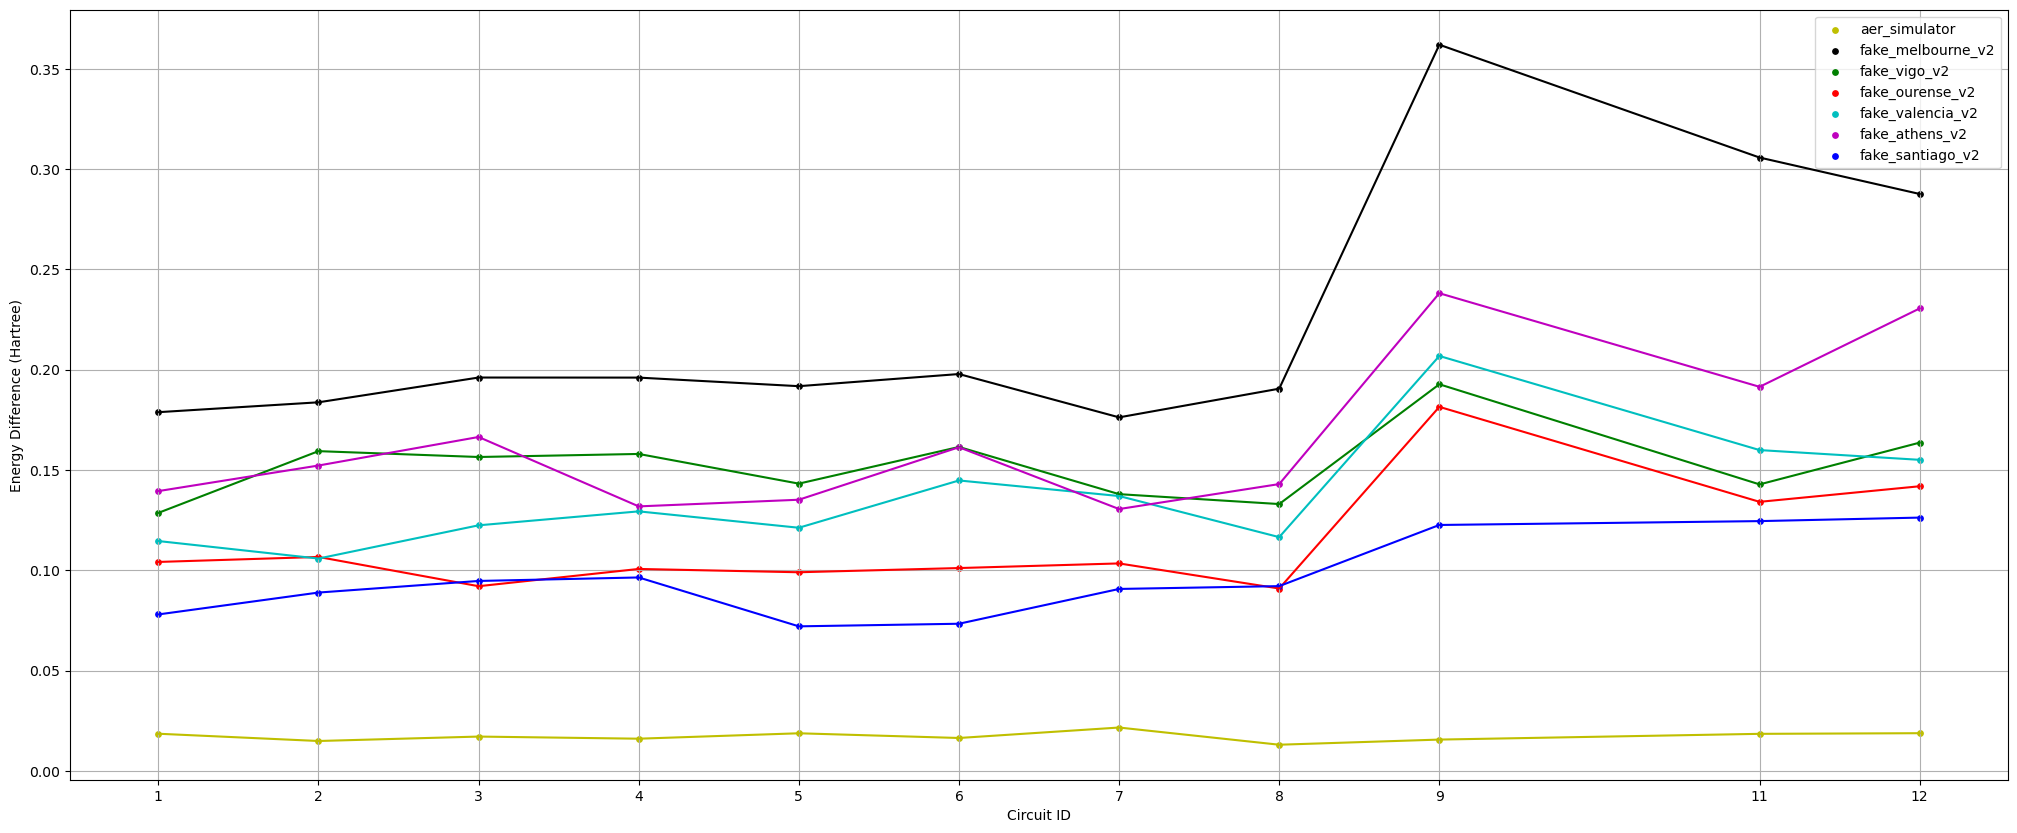 aer_simulator
fake_melbourne_v2
fake_vigo_v2
fake_ourense_v2
fake_valencia_v2
fake_athens_v2
fake_santiago_v2
Energy Difference (Hartree)
0.35
0.30
0.25
0.20
0.15
0.10
0.05
0.00
1 2 3 4 5 6 7 8 9 11 12
Circuit ID